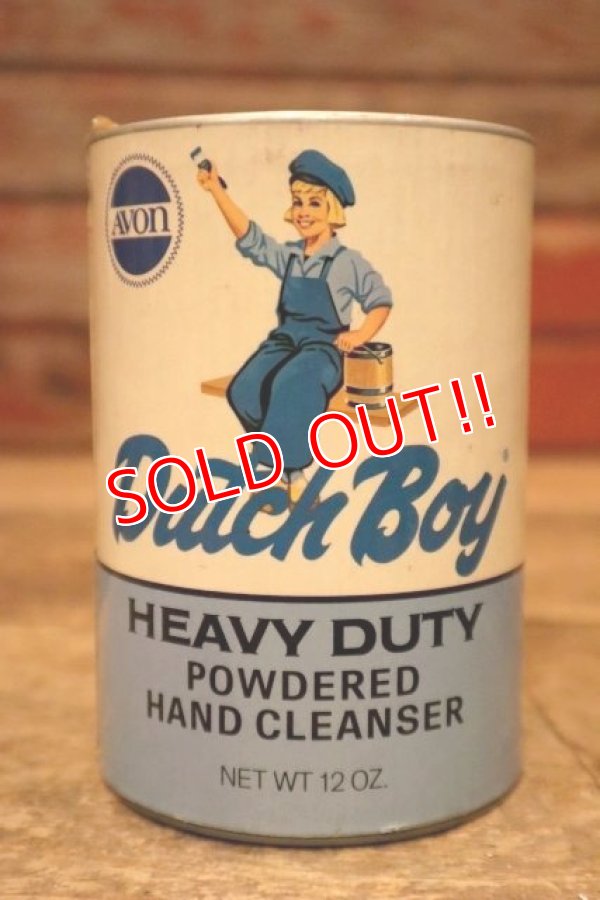 AVON
SOLD OUT!!
Dutch Boy®
HEAVY DUTY
POWDERED
HAND CLEANSER
NET WT 12 OZ.